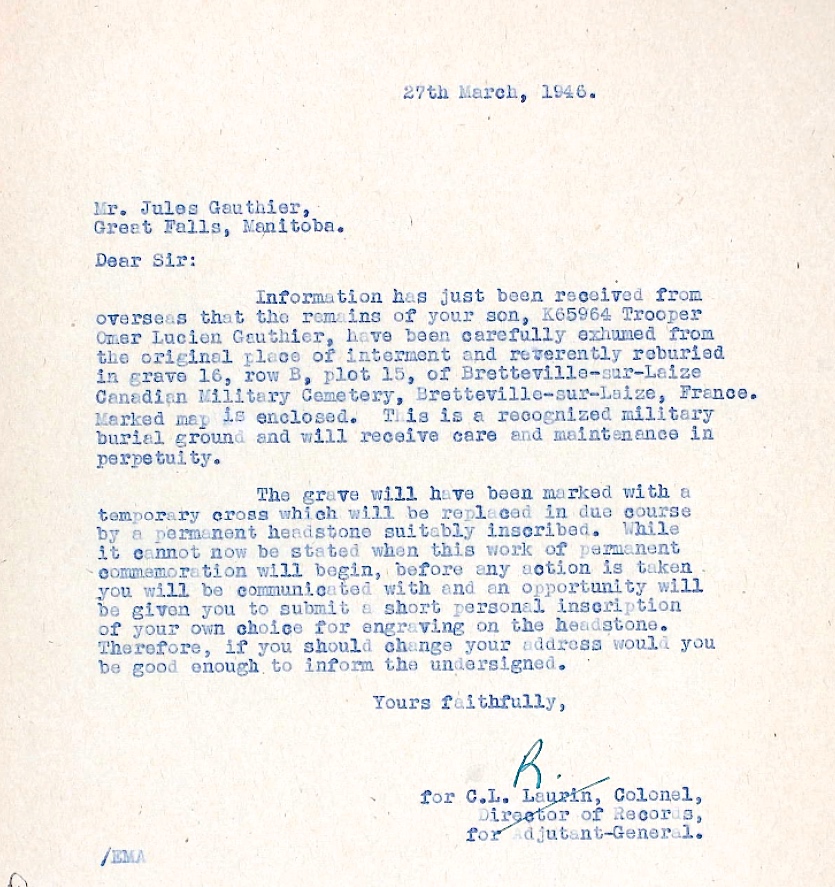 27th March, 1946.
Mr. Jules Gauthier,
Great Falls, Manitoba.
Dear Sir:
Information has just been received from
overseas that the remains of your son, K65964 Trooper
Omer Lucien Gauthier, have been carefully exhumed from
the original place of interment and reverently reburied
in grave 16, row B, plot 15, of Bretteville-sur-Laize
Canadian Military Cemetery, Bretteville-sur-Laize, France.
Marked map is enclosed. This is a recognized military
burial ground and will receive care and maintenance in
perpetuity.
The grave will have been marked with a
temporary cross which will be replaced in due course
by a permanent headstone suitably inscribed. While
it cannot now be stated when this work of permanent
commemoration will begin, before any action is taken
you will be communicated with and an opportunity will
be given you to submit a short personal inscription
of your own choice for engraving on the headstone.
Therefore, if you should change your address would you
be good enough to inform the undersigned.
Yours faithfully,
R.
for C.L. Laurin, Colonel,
Director of Records,
for Adjutant-General.
/EMA